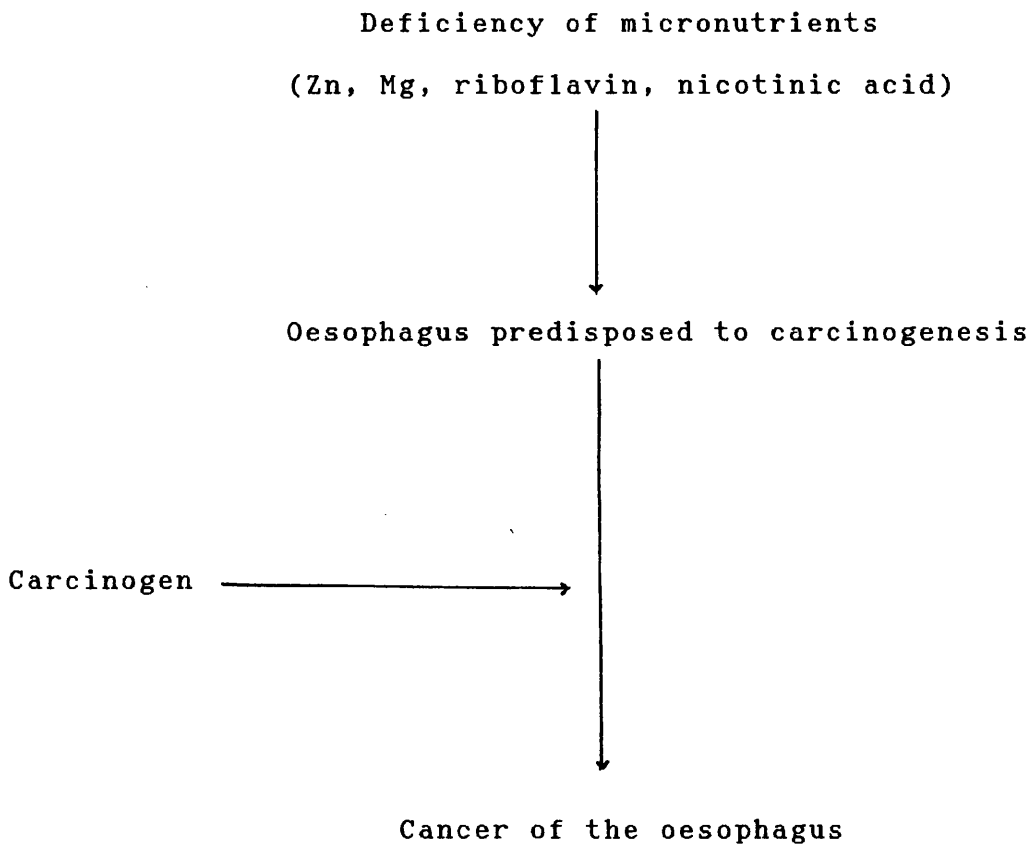 Deficiency of micronutrients
(Zn, Mg, riboflavin, nicotinic acid)
Oesophagus predisposed to carcinogenesis
Carcinogen
Cancer of the oesophagus